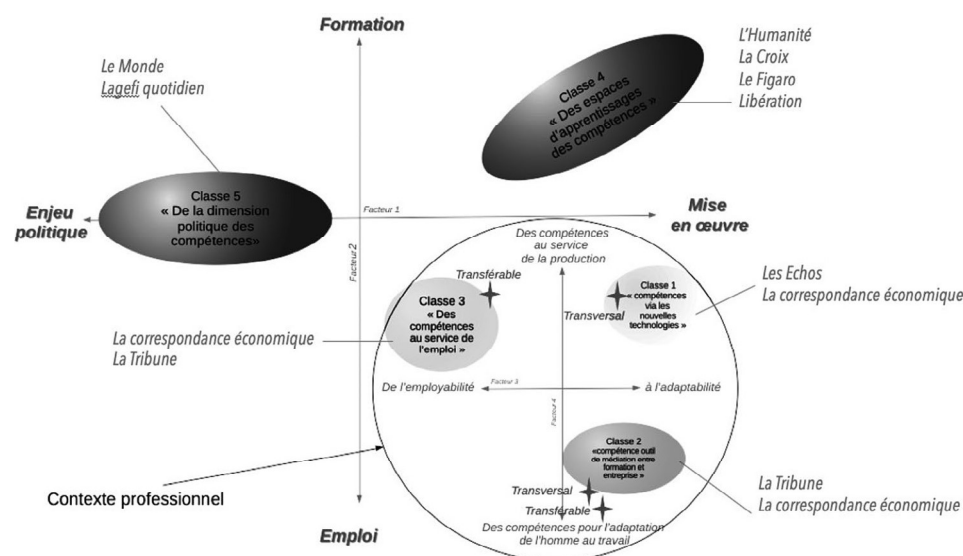 Formation
L'Humanité
La Croix
Le Figaro
Libération
Le Monde
Lagefi quotidien
Classe 4
« Des espaces
d'apprentissages
des compétences »
Classe 5
« De la dimension
politique des
compétences»
Enjeu
politique
Facteur 1
Mise
en œuvre
Facteur 2
Des compétences
au service
de la production
Transférable
Classe 3
« Des
compétences
au service de
l'emploi »
Classe 1
« compétences
via les
nouvelles
technologies »
Transversal
Les Echos
La correspondance économique
La correspondance économique
La Tribune
De l'employabilité
Facteur 3
à l'adaptabilité
Facteur 4
Classe 2
«compétence outil
de médiation entre
formation et
entreprise »
La Tribune
La correspondance économique
Transversal
Transférable
Contexte professionnel
Des compétences pour l'adaptation
de l'homme au travail
Emploi